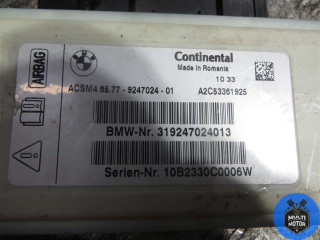 AIRBAG
Continental
Made in Romania
10 33
ACSM4 65.77 - 9247024 - 01
A2C53361925
BMW-Nr. 319247024013
Serien-Nr. 10B2330C0006W
MULTI
MOTOR